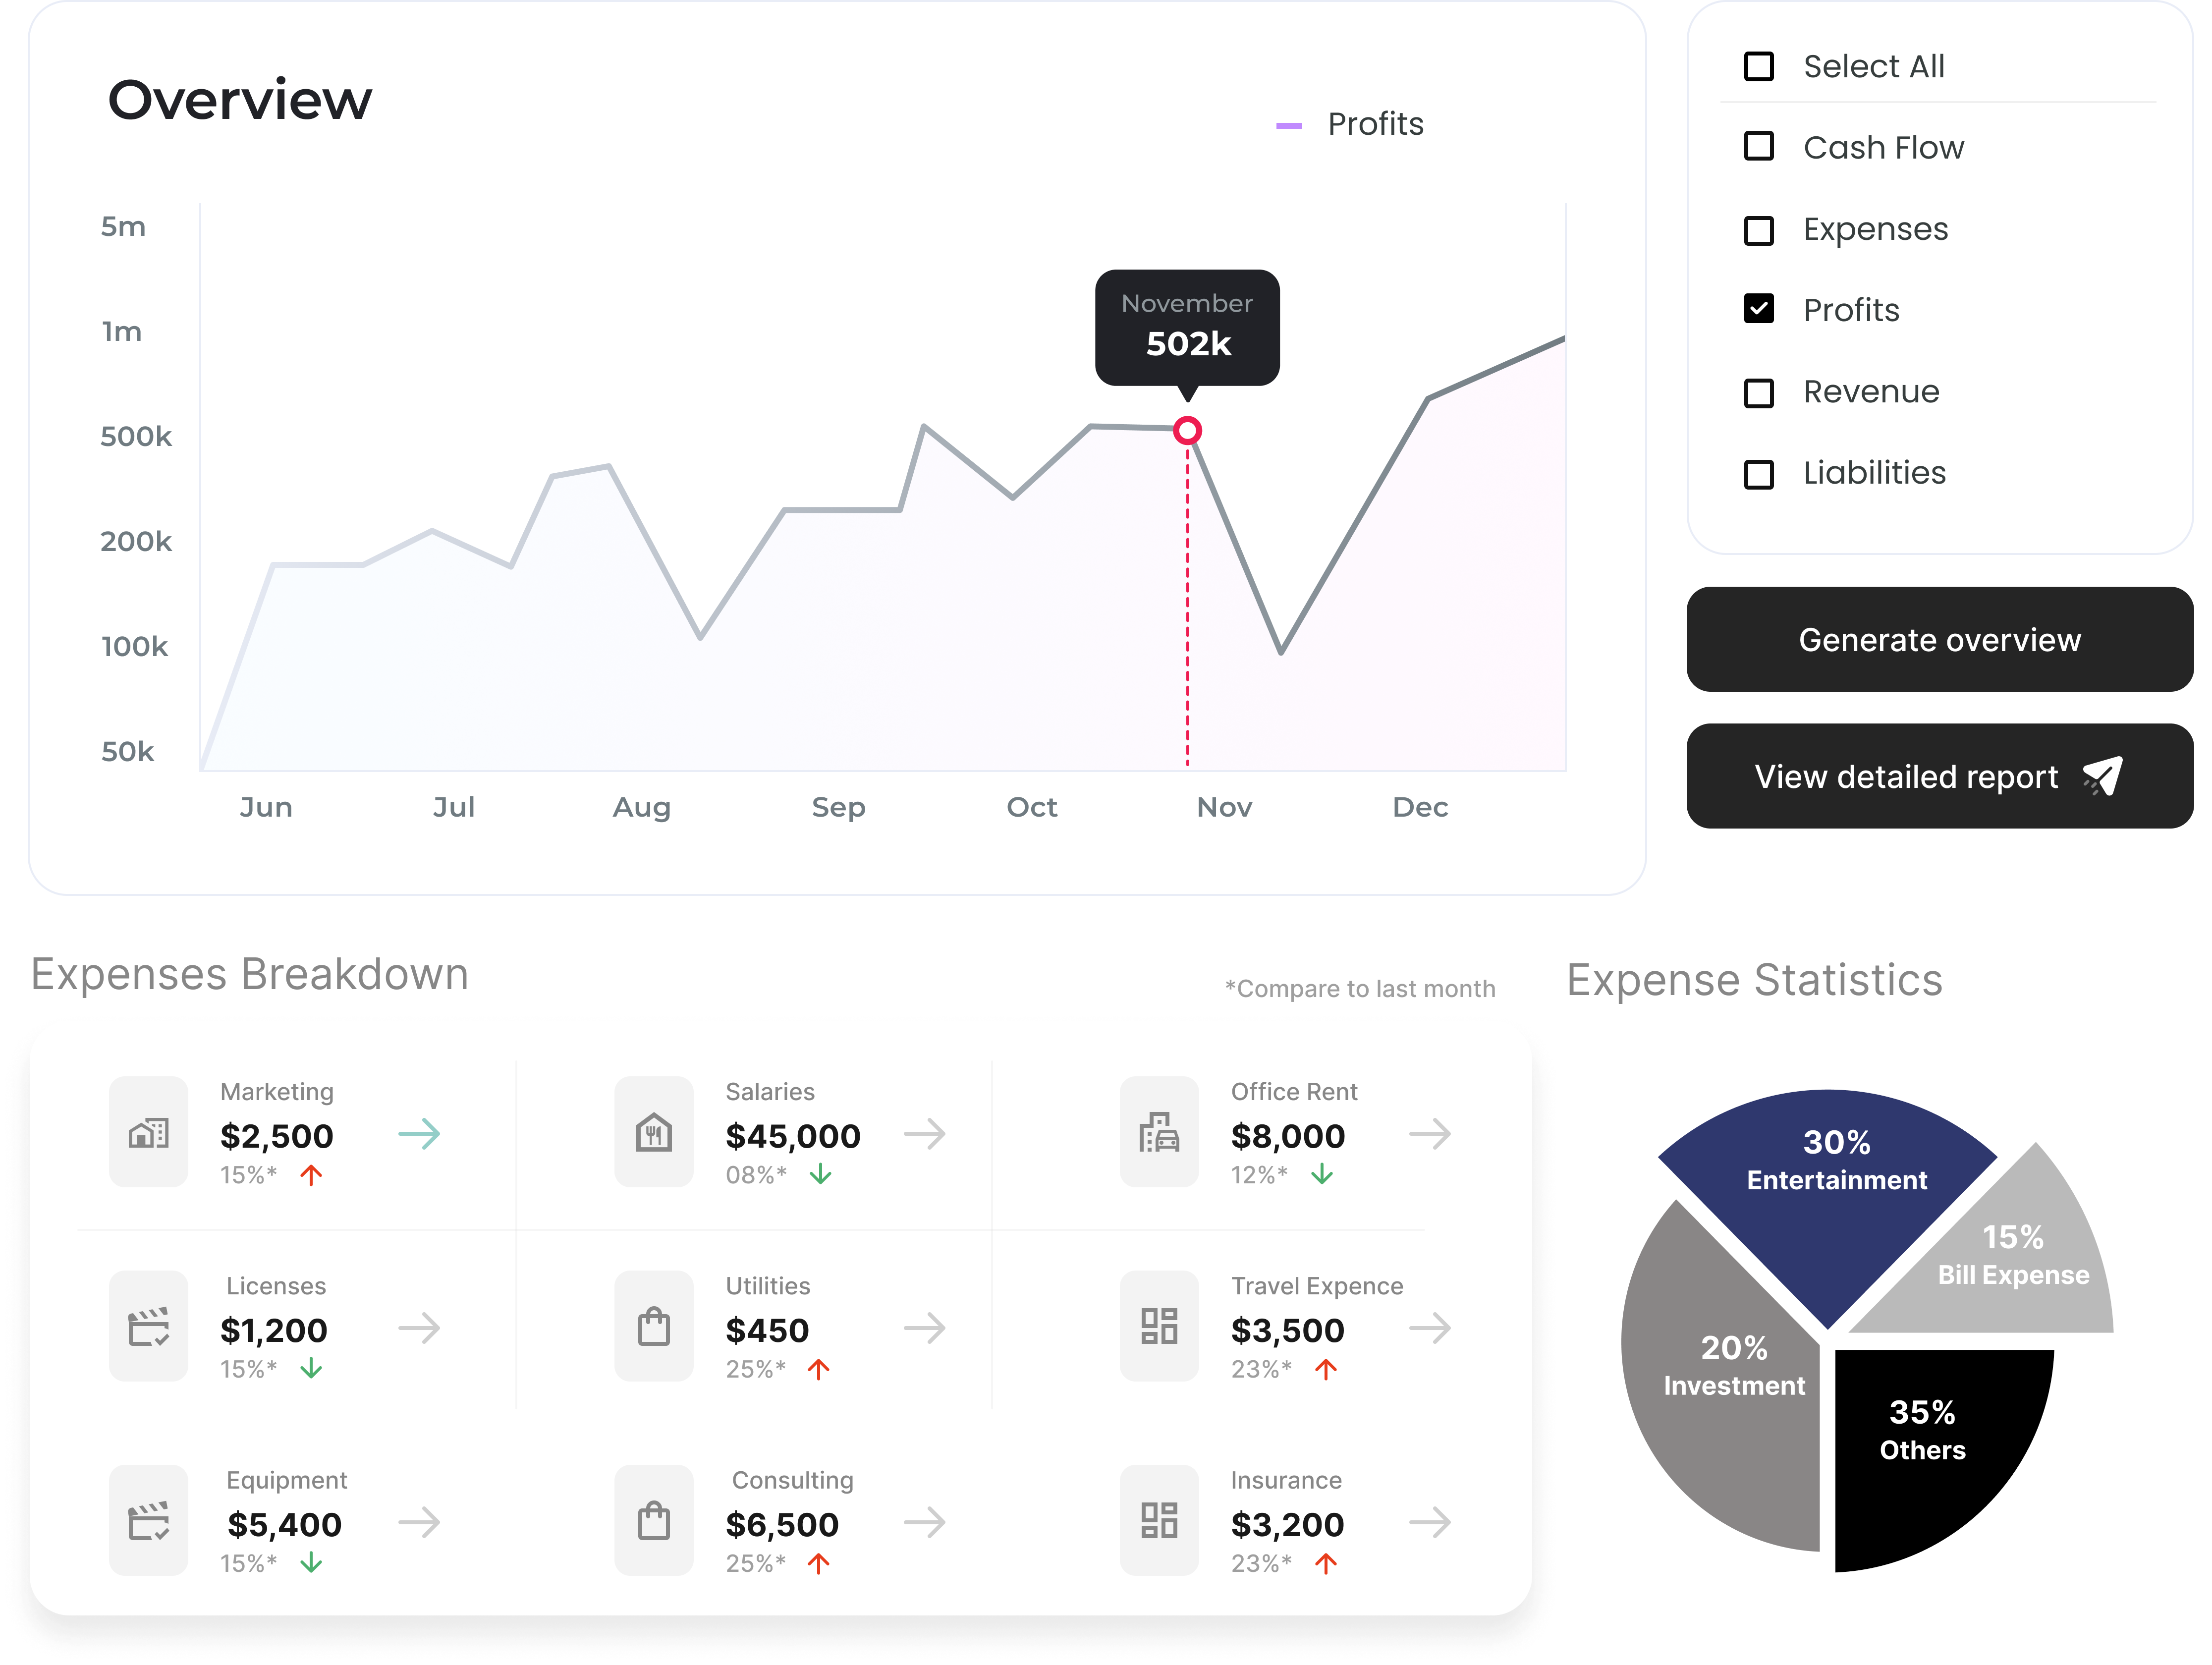 Overview
Profits
5m
1m
500k
200k
100k
50k
November
502k
Jun Jul Aug Sep Oct Nov Dec
Select All
Cash Flow
Expenses
Profits
Revenue
Liabilities
Generate overview
View detailed report
Expenses Breakdown
*Compare to last month
Marketing
$2,500
15%*
Salaries
$45,000
08%*
Office Rent
$8,000
12%*
Licenses
$1,200
15%*
Utilities
$450
25%*
Travel Expence
$3,500
23%*
Equipment
$5,400
15%*
Consulting
$6,500
25%*
Insurance
$3,200
23%*
Expense Statistics
30%
Entertainment
15%
Bill Expense
20%
Investment
35%
Others